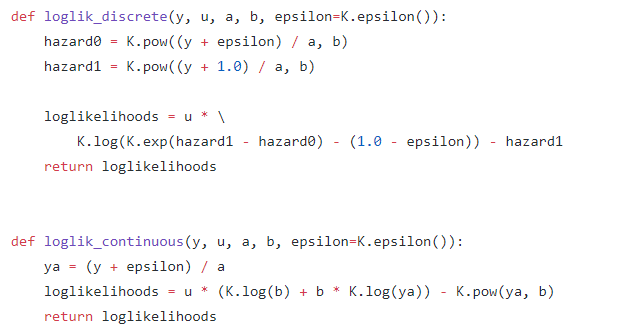 def loglik_discrete(y, u, a, b, epsilon=K.epsilon()):
    hazard0 = K.pow((y + epsilon) / a, b)
    hazard1 = K.pow((y + 1.0) / a, b)

    loglikelihoods = u * \
        K.log(K.exp(hazard1 - hazard0) - (1.0 - epsilon)) - hazard1
    return loglikelihoods


def loglik_continuous(y, u, a, b, epsilon=K.epsilon()):
    ya = (y + epsilon) / a
    loglikelihoods = u * (K.log(b) + b * K.log(ya)) - K.pow(ya, b)
    return loglikelihoods